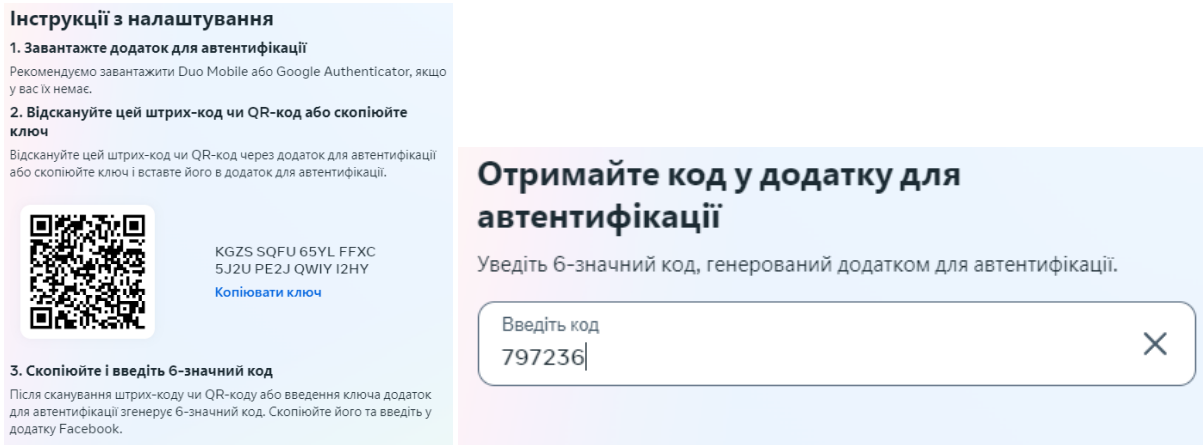 Інструкції з налаштування
1. Завантажте додаток для автентифікації
Рекомендуємо завантажити Duo Mobile або Google Authenticator, якщо
у вас їх немає.
2. Відскануйте цей штрих-код чи QR-код або скопіюйте
ключ
Відскануйте цей штрих-код чи QR-код через додаток для автентифікації
або скопіюйте ключ і вставте його в додаток для автентифікації.
KGZS SQFU 65YL FFXC
5J2U PE2J QWIY I2HY
Копіювати ключ
3. Скопіюйте і введіть 6-значний код
Після сканування штрих-коду чи QR-коду або введення ключа додаток
для автентифікації згенерує 6-значний код. Скопіюйте його та введіть у
додатку Facebook.
Отримайте код у додатку для
автентифікації
Уведіть 6-значний код, генерований додатком для автентифікації.
Введіть код
797236